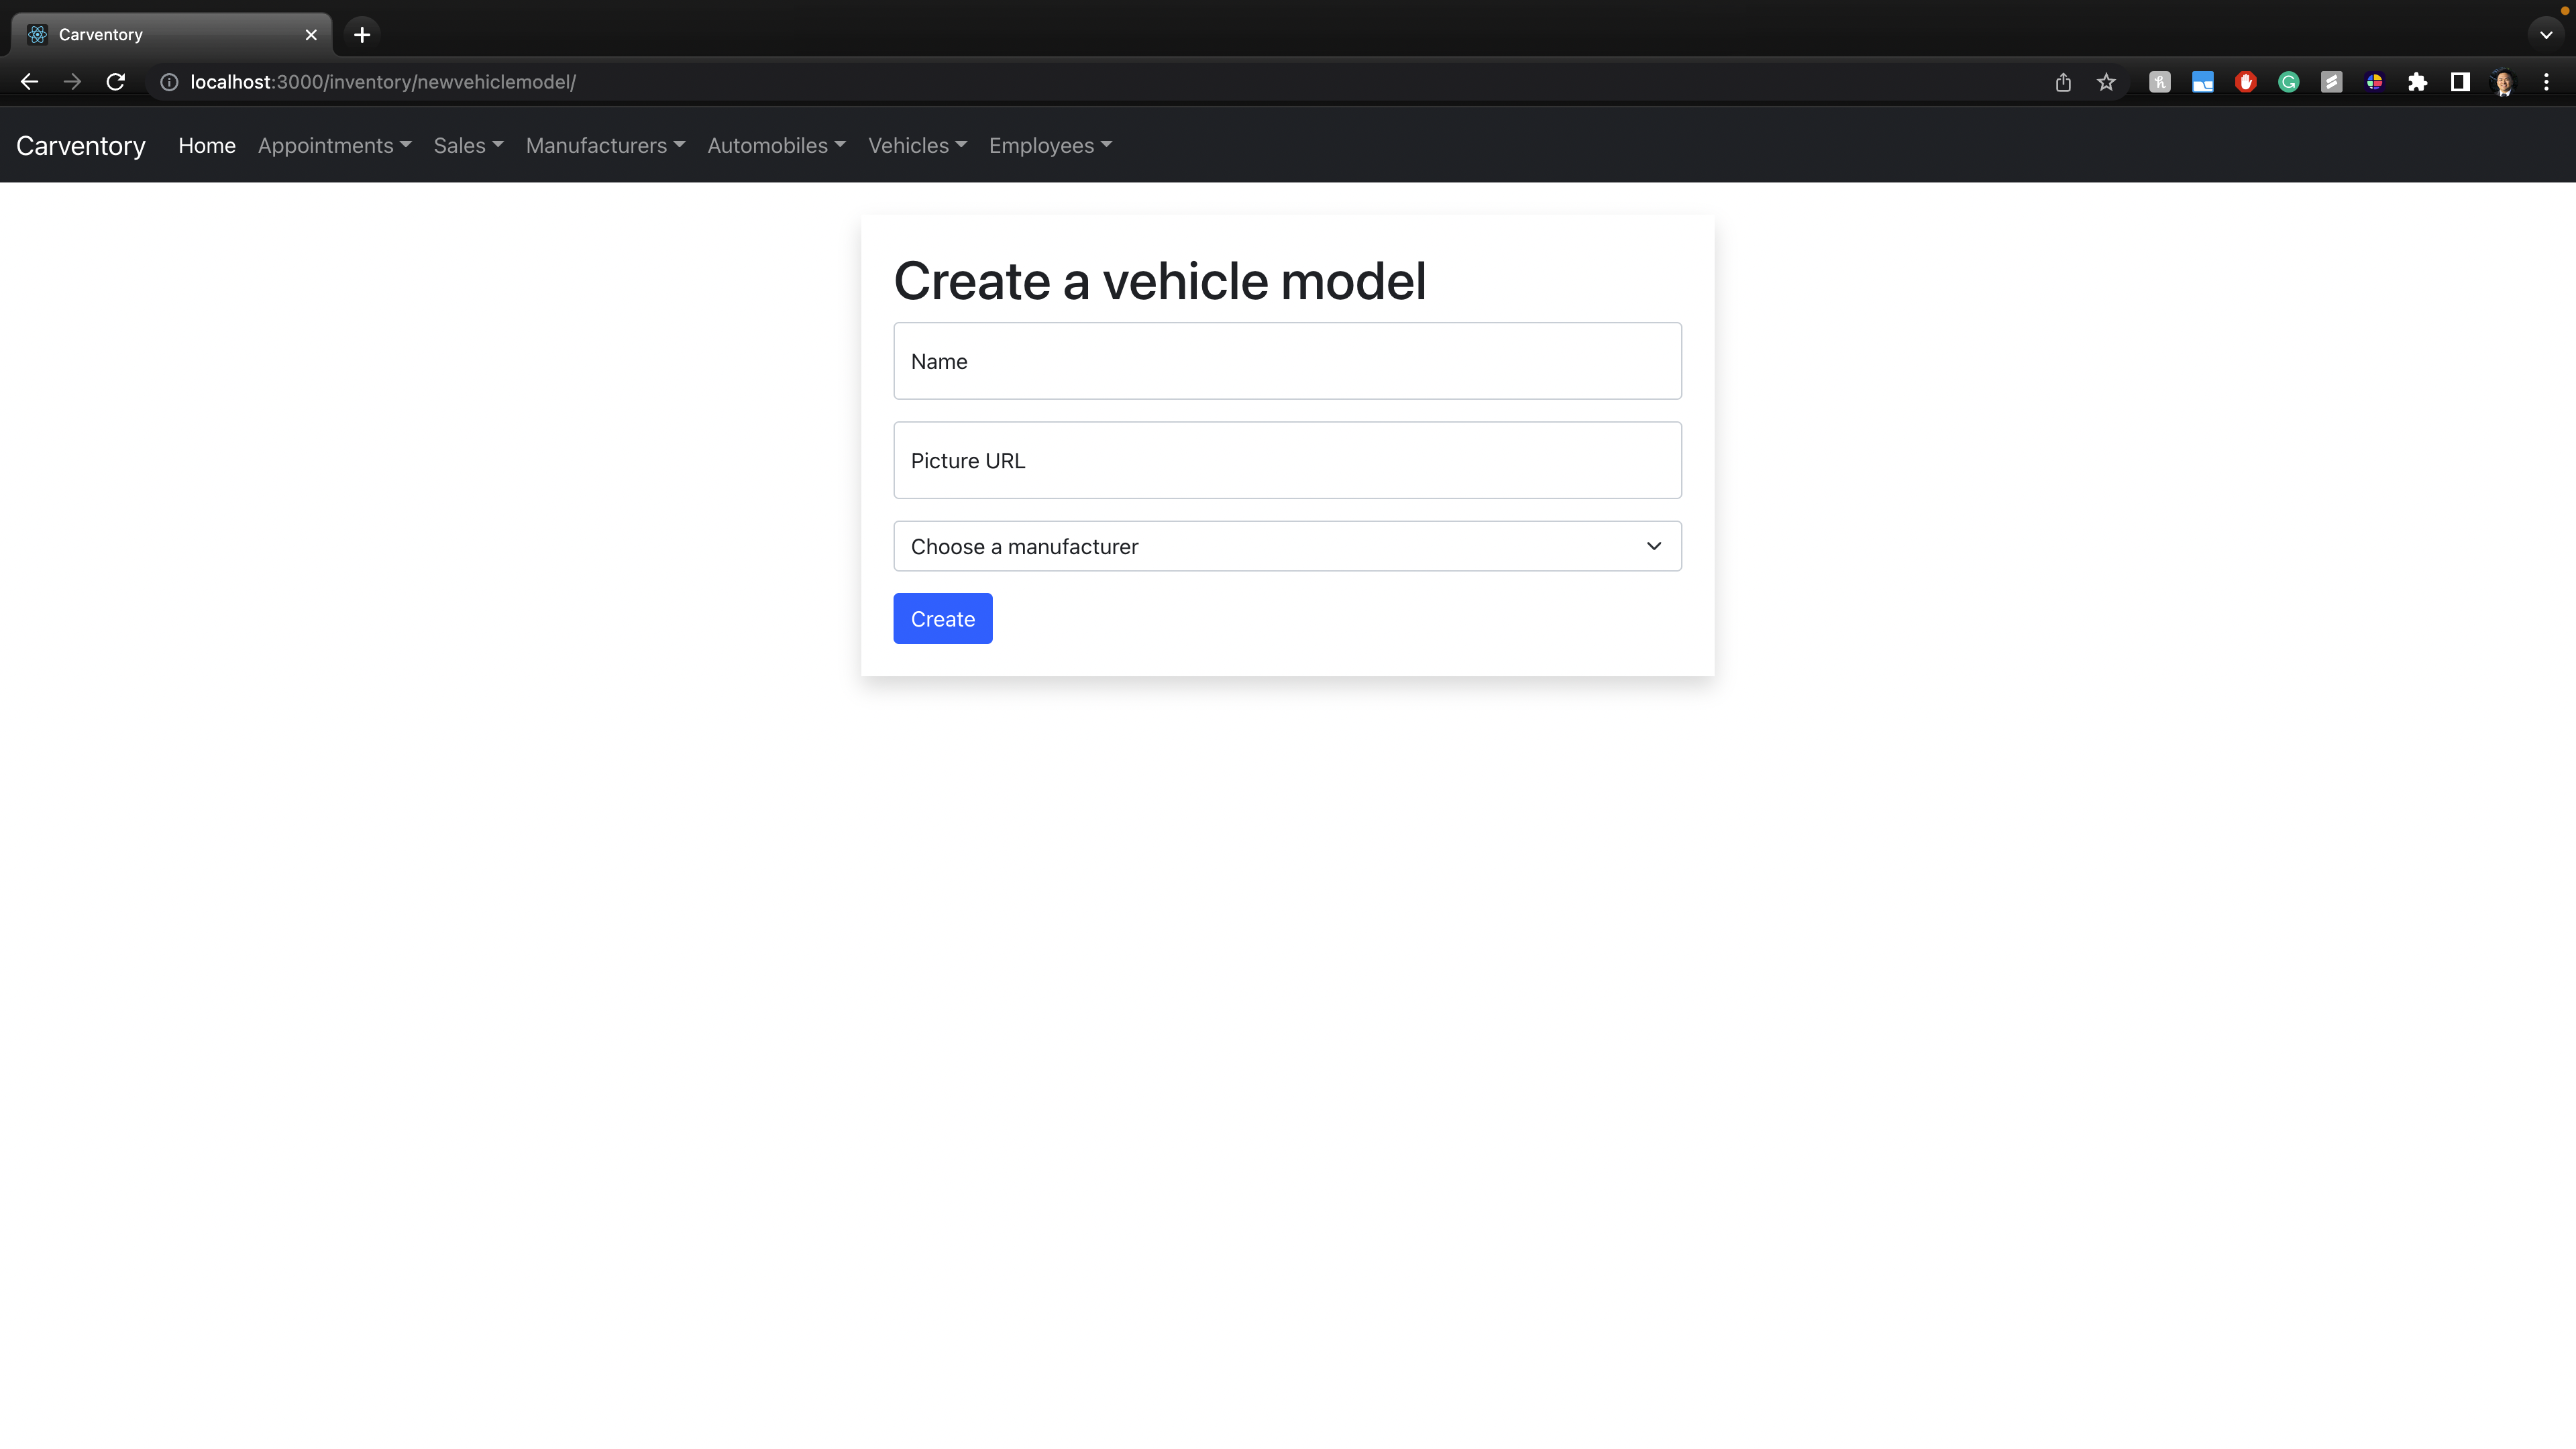 Carventory
localhost:3000/inventory/newvehiclemodel/
Carventory Home Appointments Sales Manufacturers Automobiles Vehicles Employees
Create a vehicle model
Name
Picture URL
Choose a manufacturer
Create